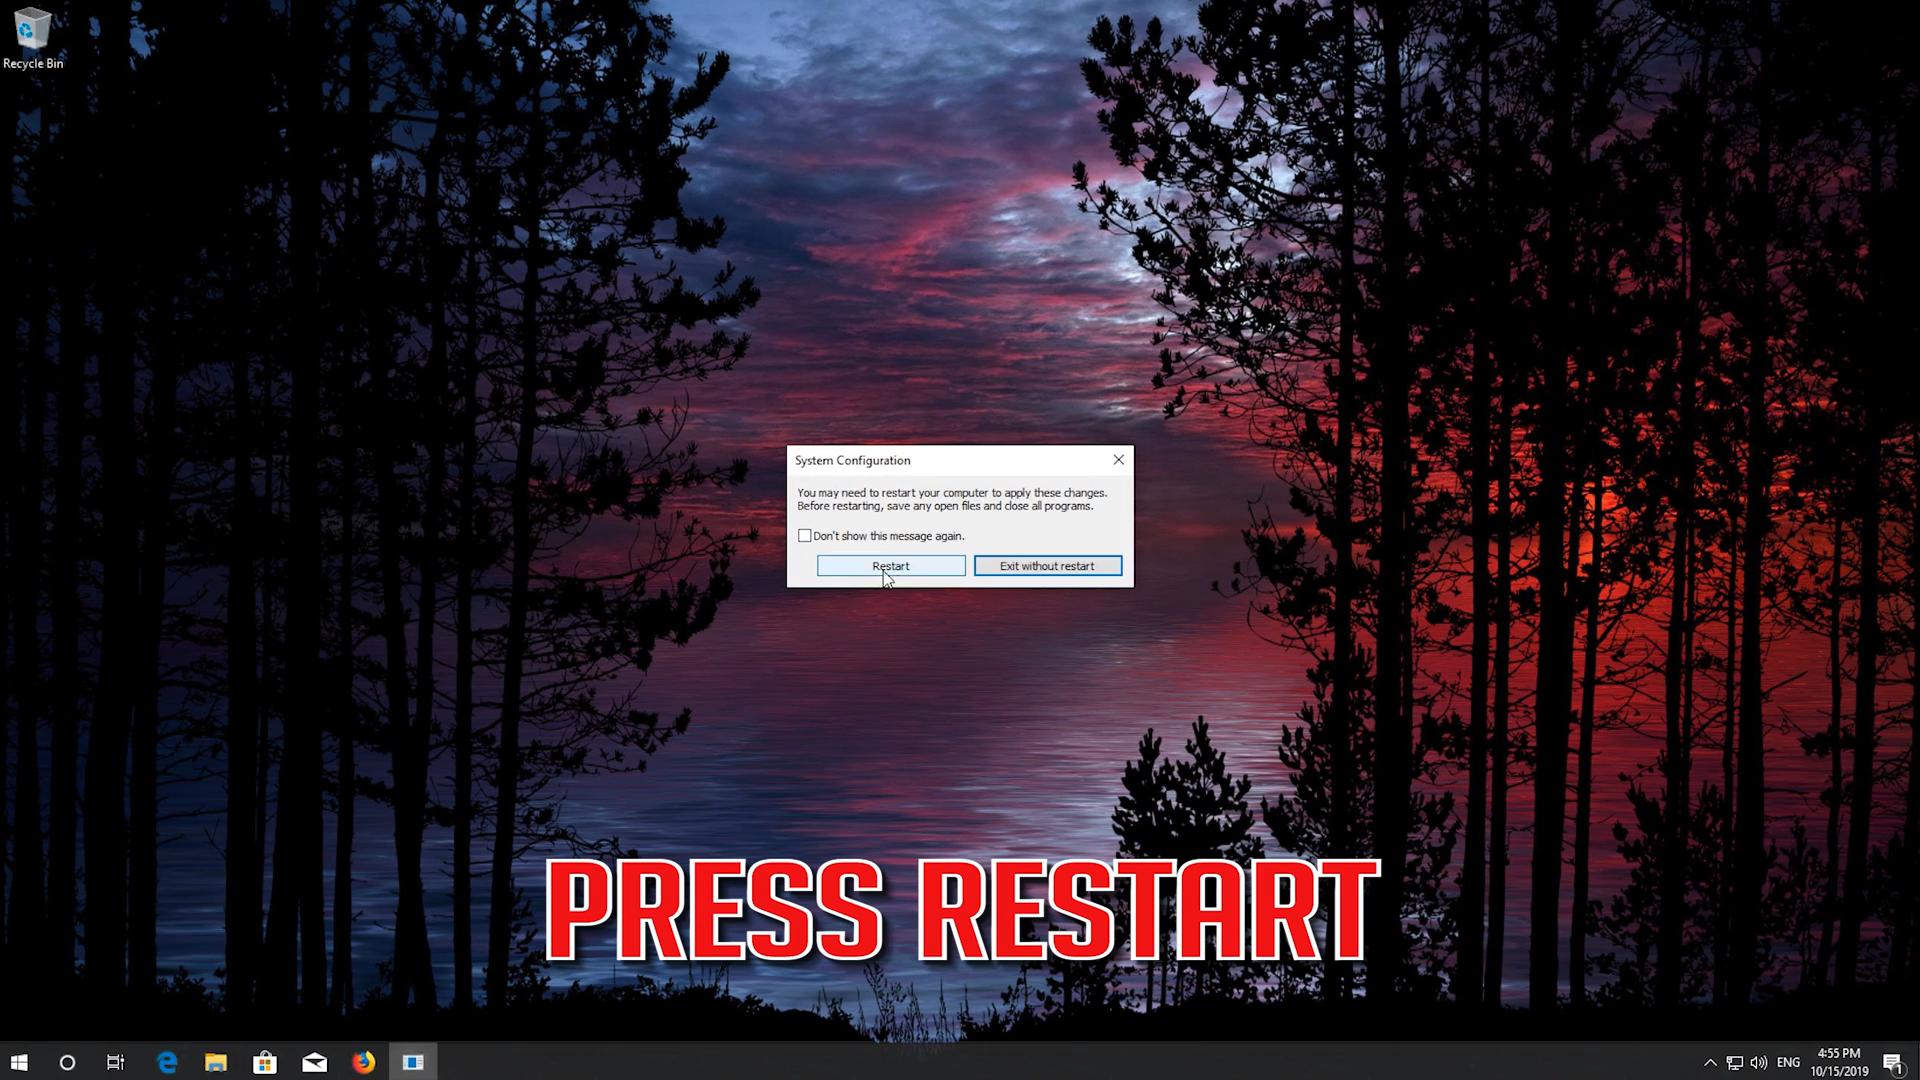 Recycle Bin
System Configuration
You may need to restart your computer to apply these changes.
Before restarting, save any open files and close all programs.
Don't show this message again.
Restart
Exit without restart
PRESS RESTART
ENG
4:55 PM
10/15/2019
1